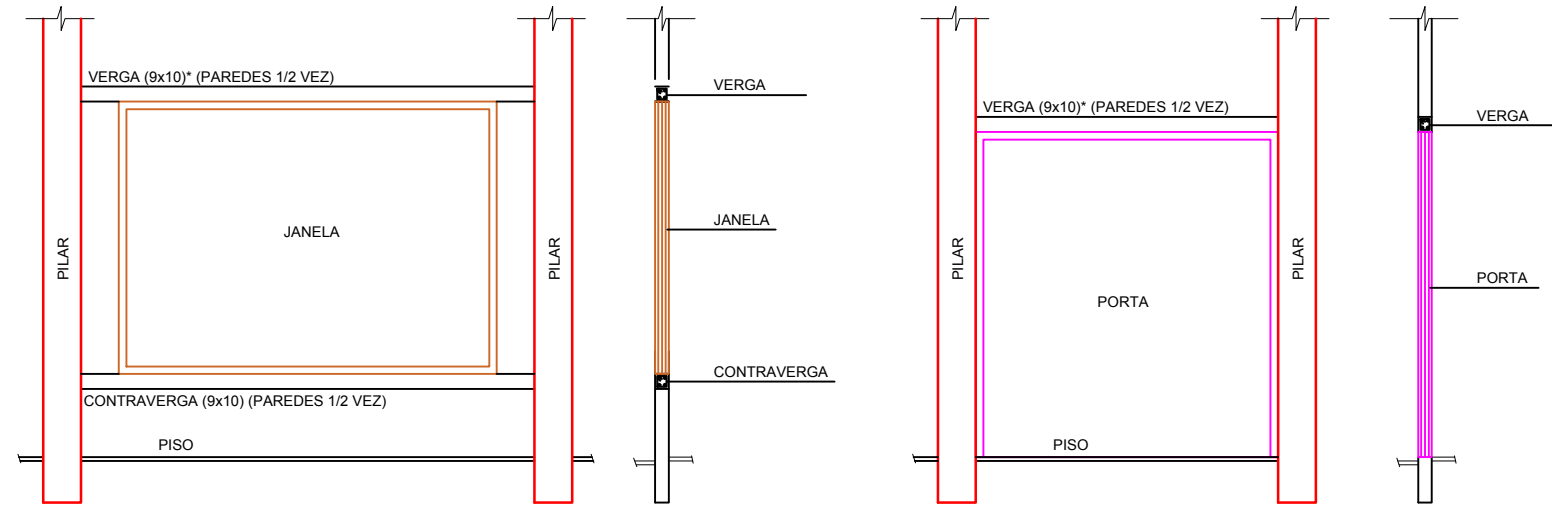 VERGA (9x10)* (PAREDES 1/2 VEZ)
PILAR
JANELA
PILAR
CONTRAVERGA (9x10) (PAREDES 1/2 VEZ)
PISO
VERGA
JANELA
CONTRAVERGA
VERGA (9x10)* (PAREDES 1/2 VEZ)
PILAR
PORTA
PILAR
PISO
VERGA
PORTA